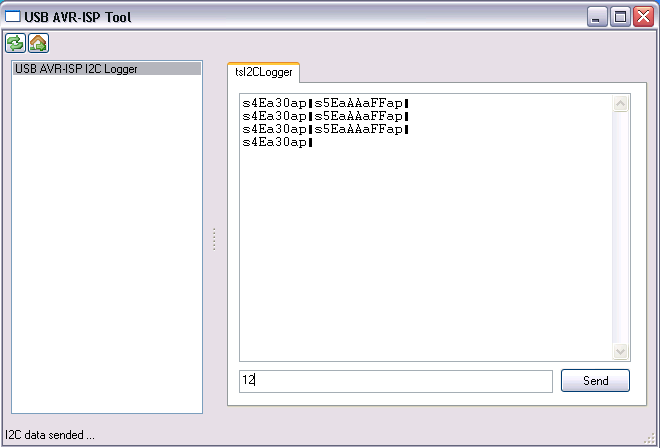 USB AVR-ISP Tool
USB AVR-ISP I2C Logger
tsI2CLogger
s4Ea30ap▮s5EaAAaFFap▮
s4Ea30ap▮s5EaAAaFFap▮
s4Ea30ap▮s5EaAAaFFap▮
s4Ea30ap▮
12
Send
I2C data sended ...